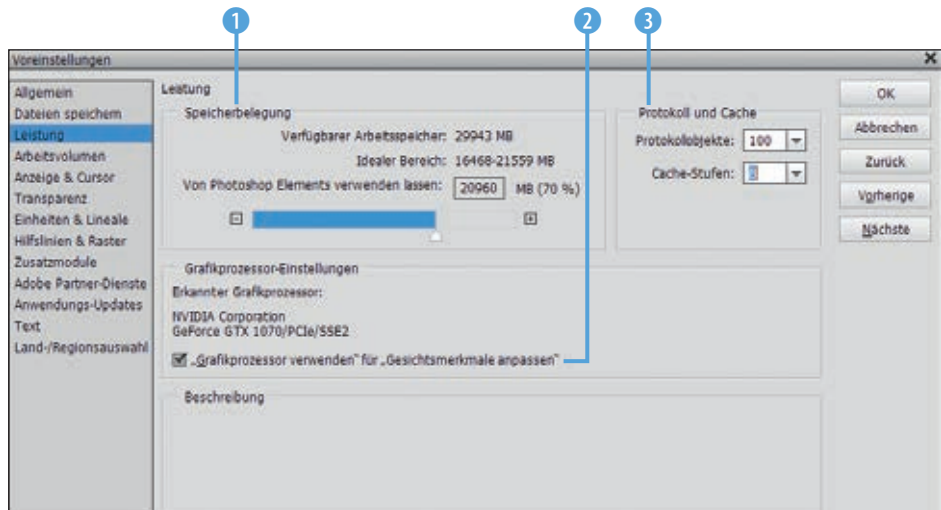 1 2 3
Voreinstellungen
Allgemein
Dateien speichern
Leistung
Arbeitsvolumen
Anzeige & Cursor
Transparenz
Einheiten & Lineale
Hilfslinien & Raster
Zusatzmodule
Adobe Partner-Dienste
Anwendungs-Updates
Text
Land-/Regionsauswahl
Leistung
Speicherbelegung
Verfügbarer Arbeitsspeicher: 29943 MB
Idealer Bereich: 16468-21559 MB
Von Photoshop Elements verwenden lassen: 20960 MB (70 %)
Protokoll und Cache
Protokollobjekte: 100
Cache-Stufen:
Grafikprozessor-Einstellungen
Erkannter Grafikprozessor:
NVIDIA Corporation
GeForce GTX 1070/PCIe/SSE2
„Grafikprozessor verwenden“ für „Gesichtsmerkmale anpassen“
Beschreibung
OK
Abbrechen
Zurück
Vorherige
Nächste